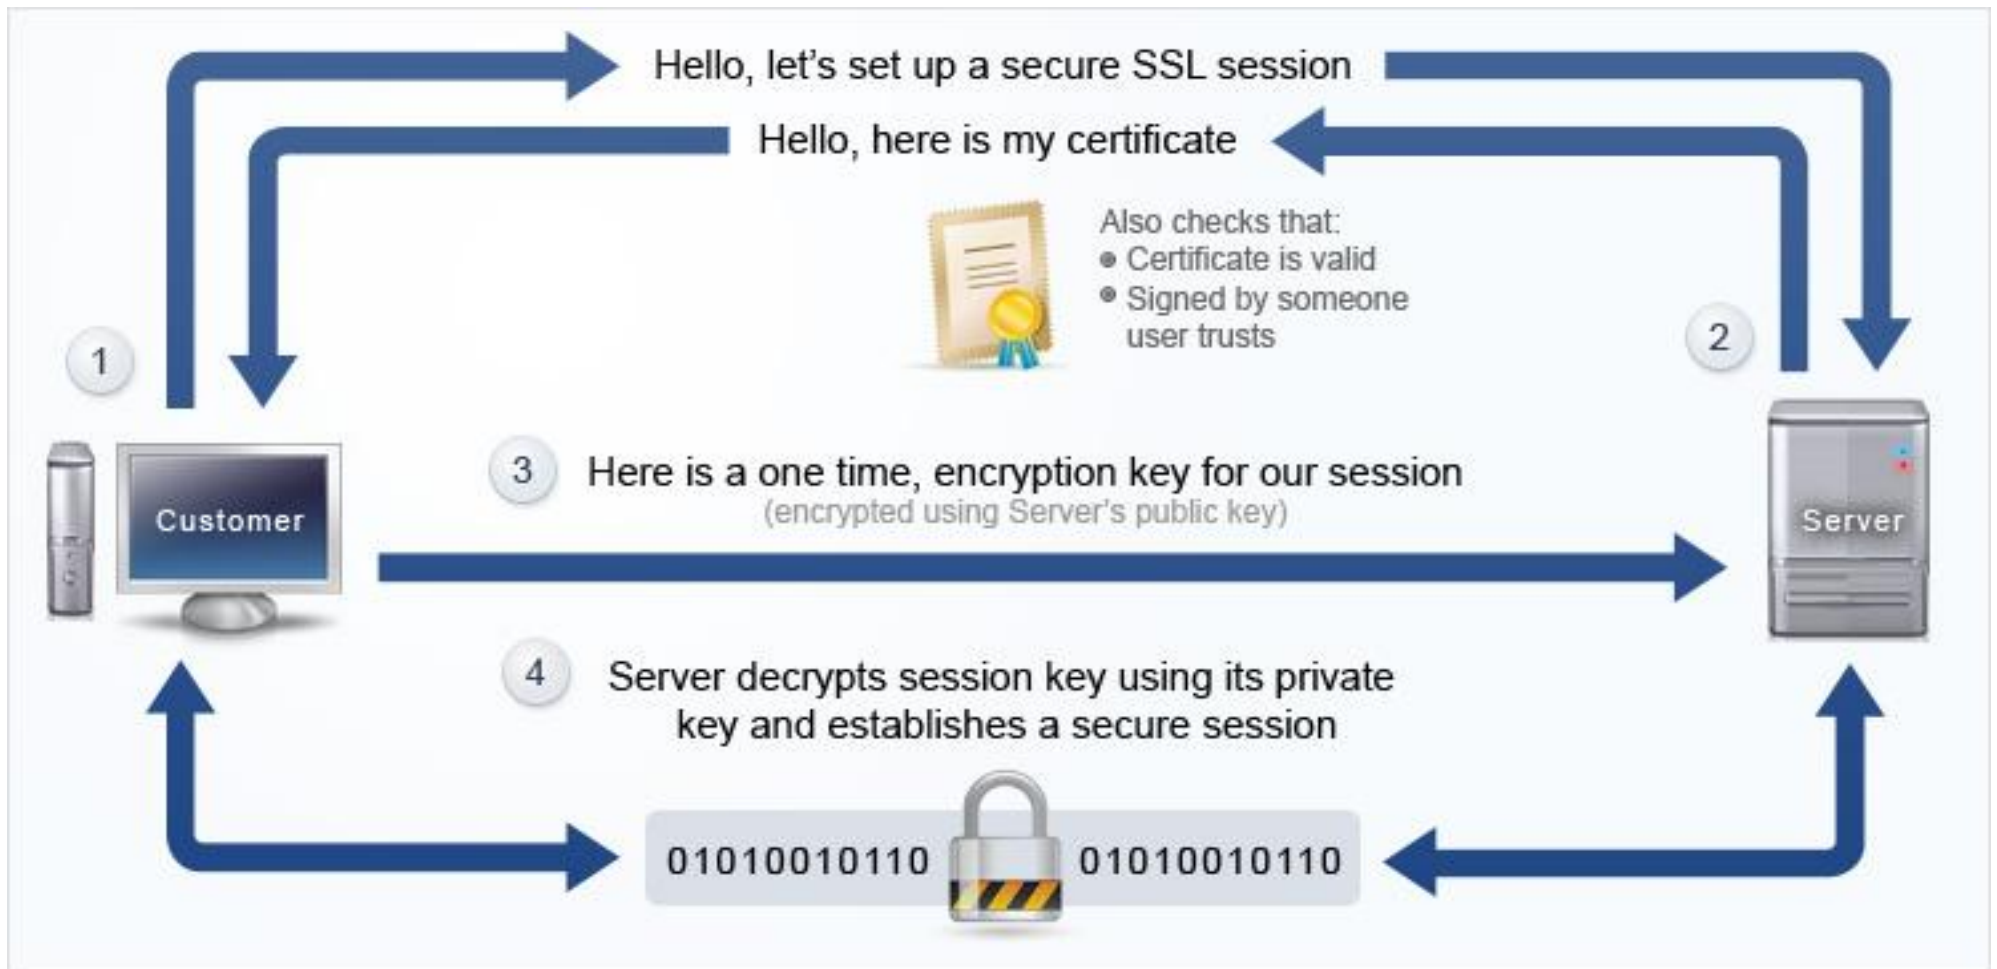 Hello, let’s set up a secure SSL session
Hello, here is my certificate
Also checks that:
• Certificate is valid
• Signed by someone
user trusts
1
2
3
Here is a one time, encryption key for our session
(encrypted using Server's public key)
Customer
Server
4
Server decrypts session key using its private
key and establishes a secure session
01010010110
01010010110